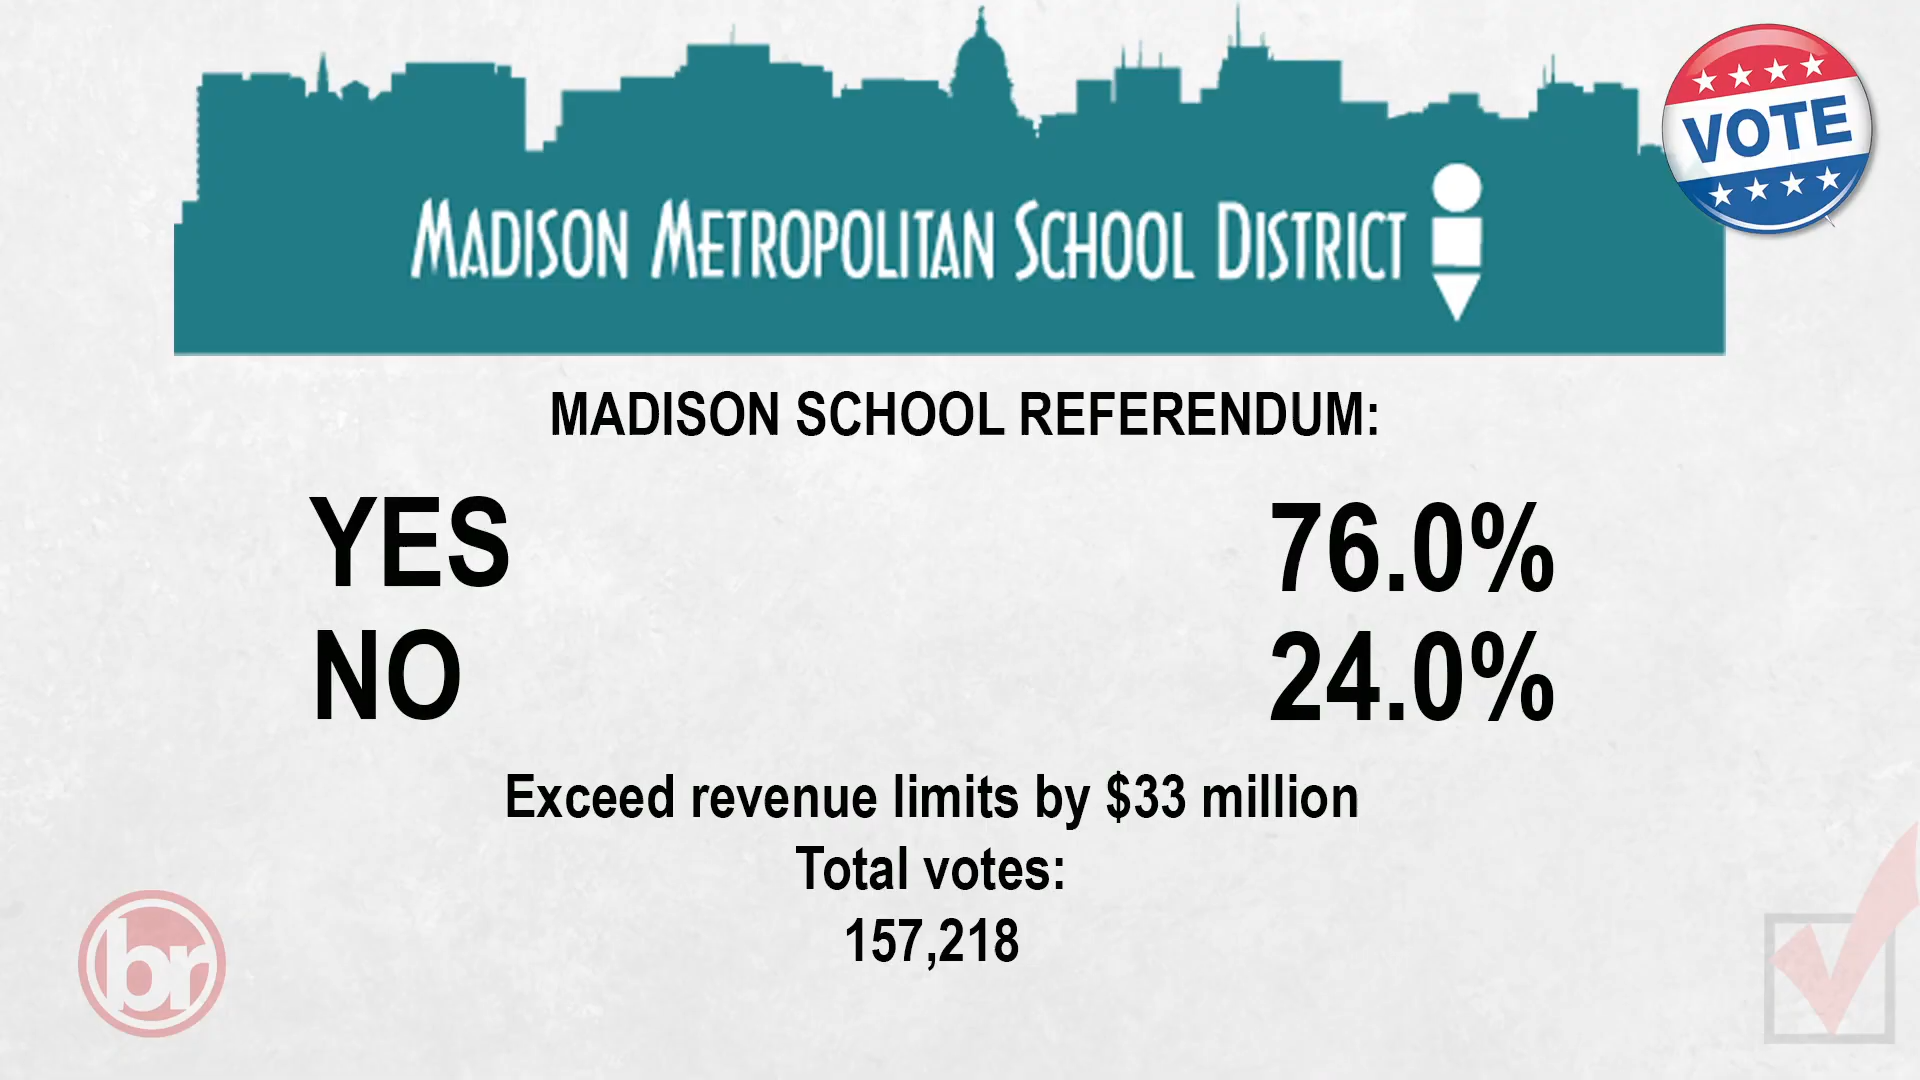 VOTE
MADISON METROPOLITAN SCHOOL DISTRICT
MADISON SCHOOL REFERENDUM:
YES 76.0%
NO 24.0%
Exceed revenue limits by $33 million
Total votes:
157,218
br